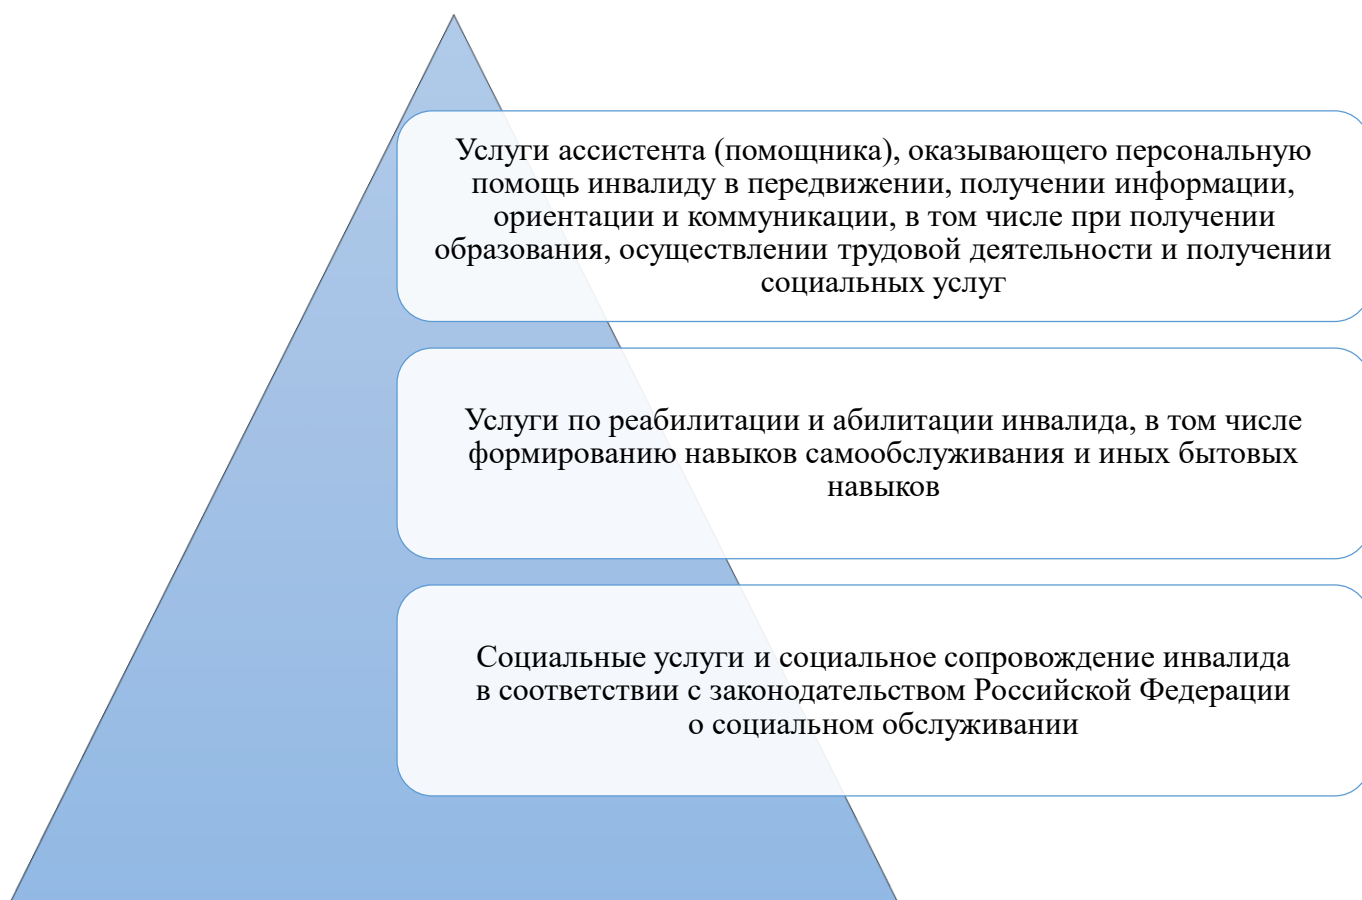 Услуги ассистента (помощника), оказывающего персональную
помощь инвалиду в передвижении, получении информации,
ориентации и коммуникации, в том числе при получении
образования, осуществлении трудовой деятельности и получении
социальных услуг
Услуги по реабилитации и абилитации инвалида, в том числе
формированию навыков самообслуживания и иных бытовых
навыков
Социальные услуги и социальное сопровождение инвалида
в соответствии с законодательством Российской Федерации
о социальном обслуживании